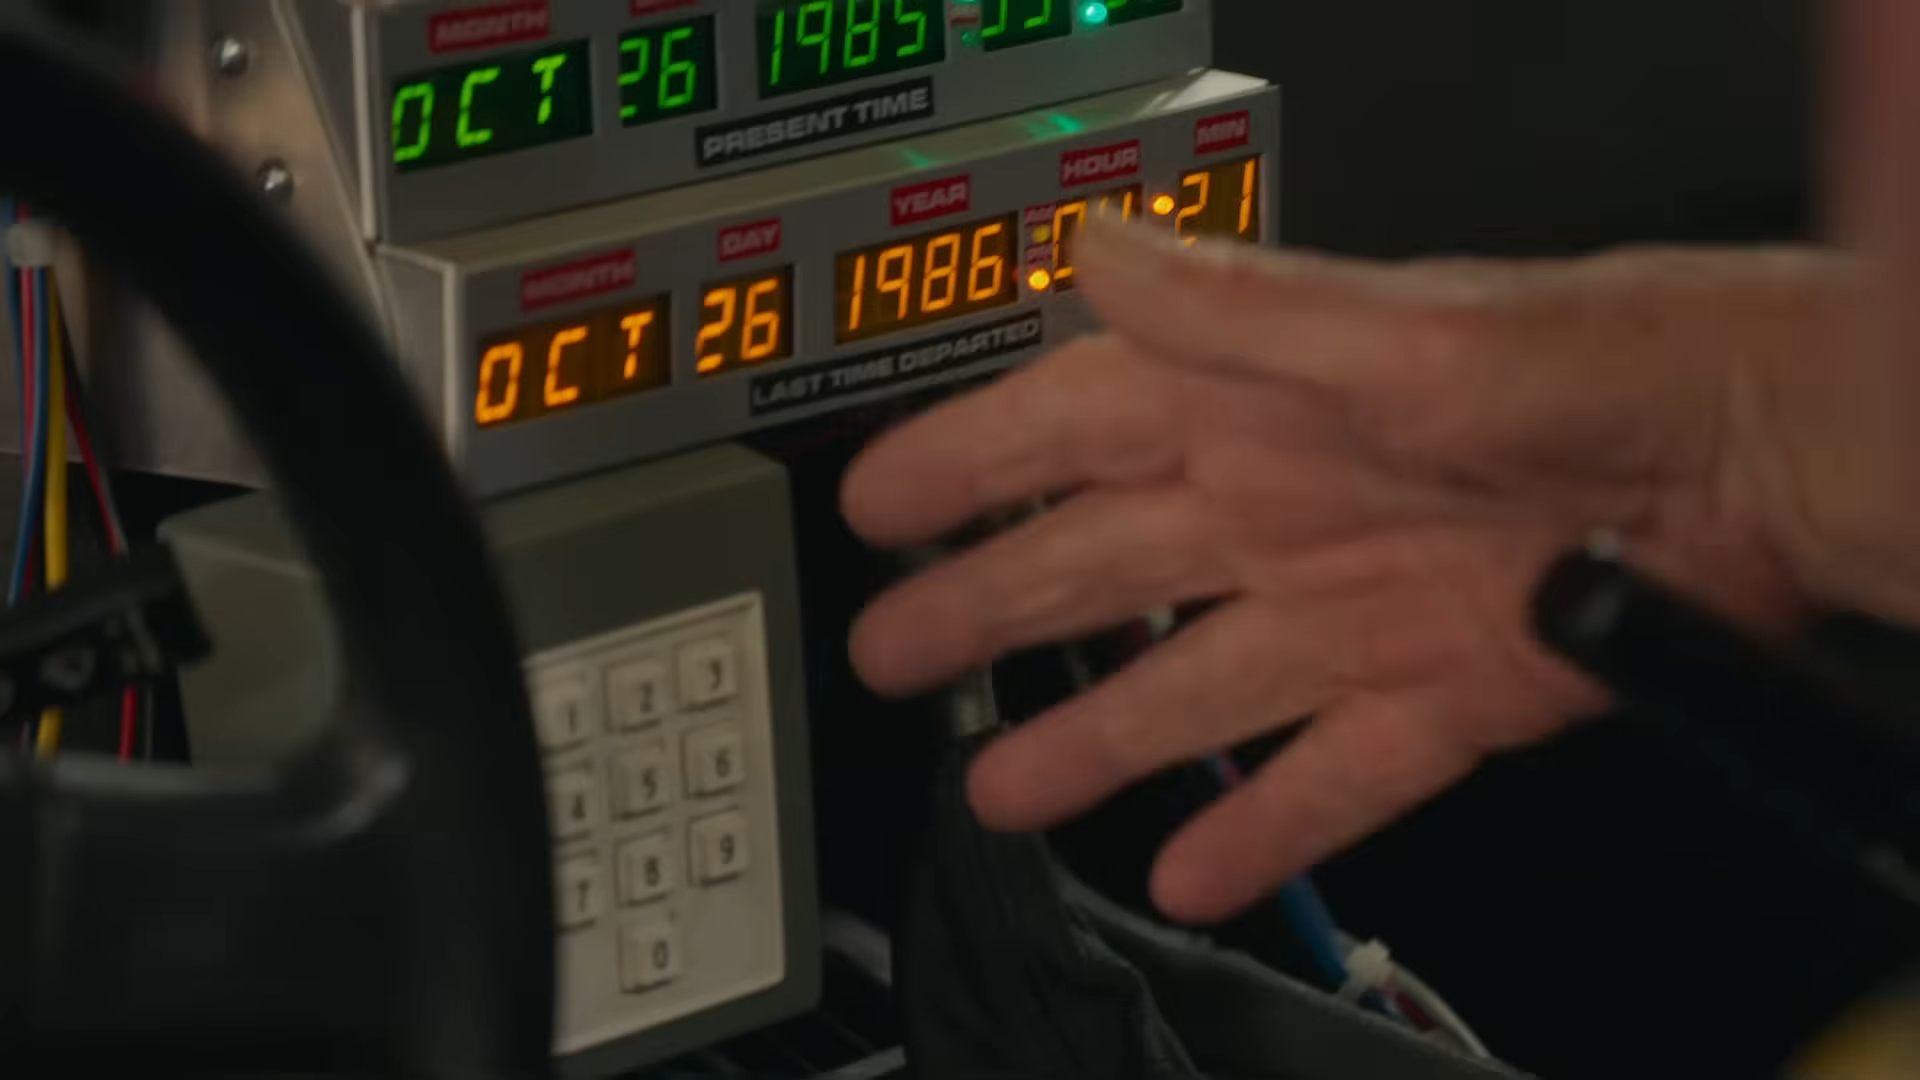 MONTH
OCT 26 1985
PRESENT TIME
MONTH DAY YEAR HOUR MIN
OCT 26 1986 21
LAST TIME DEPARTED
1 2 3
4 5 6
7 8 9
0